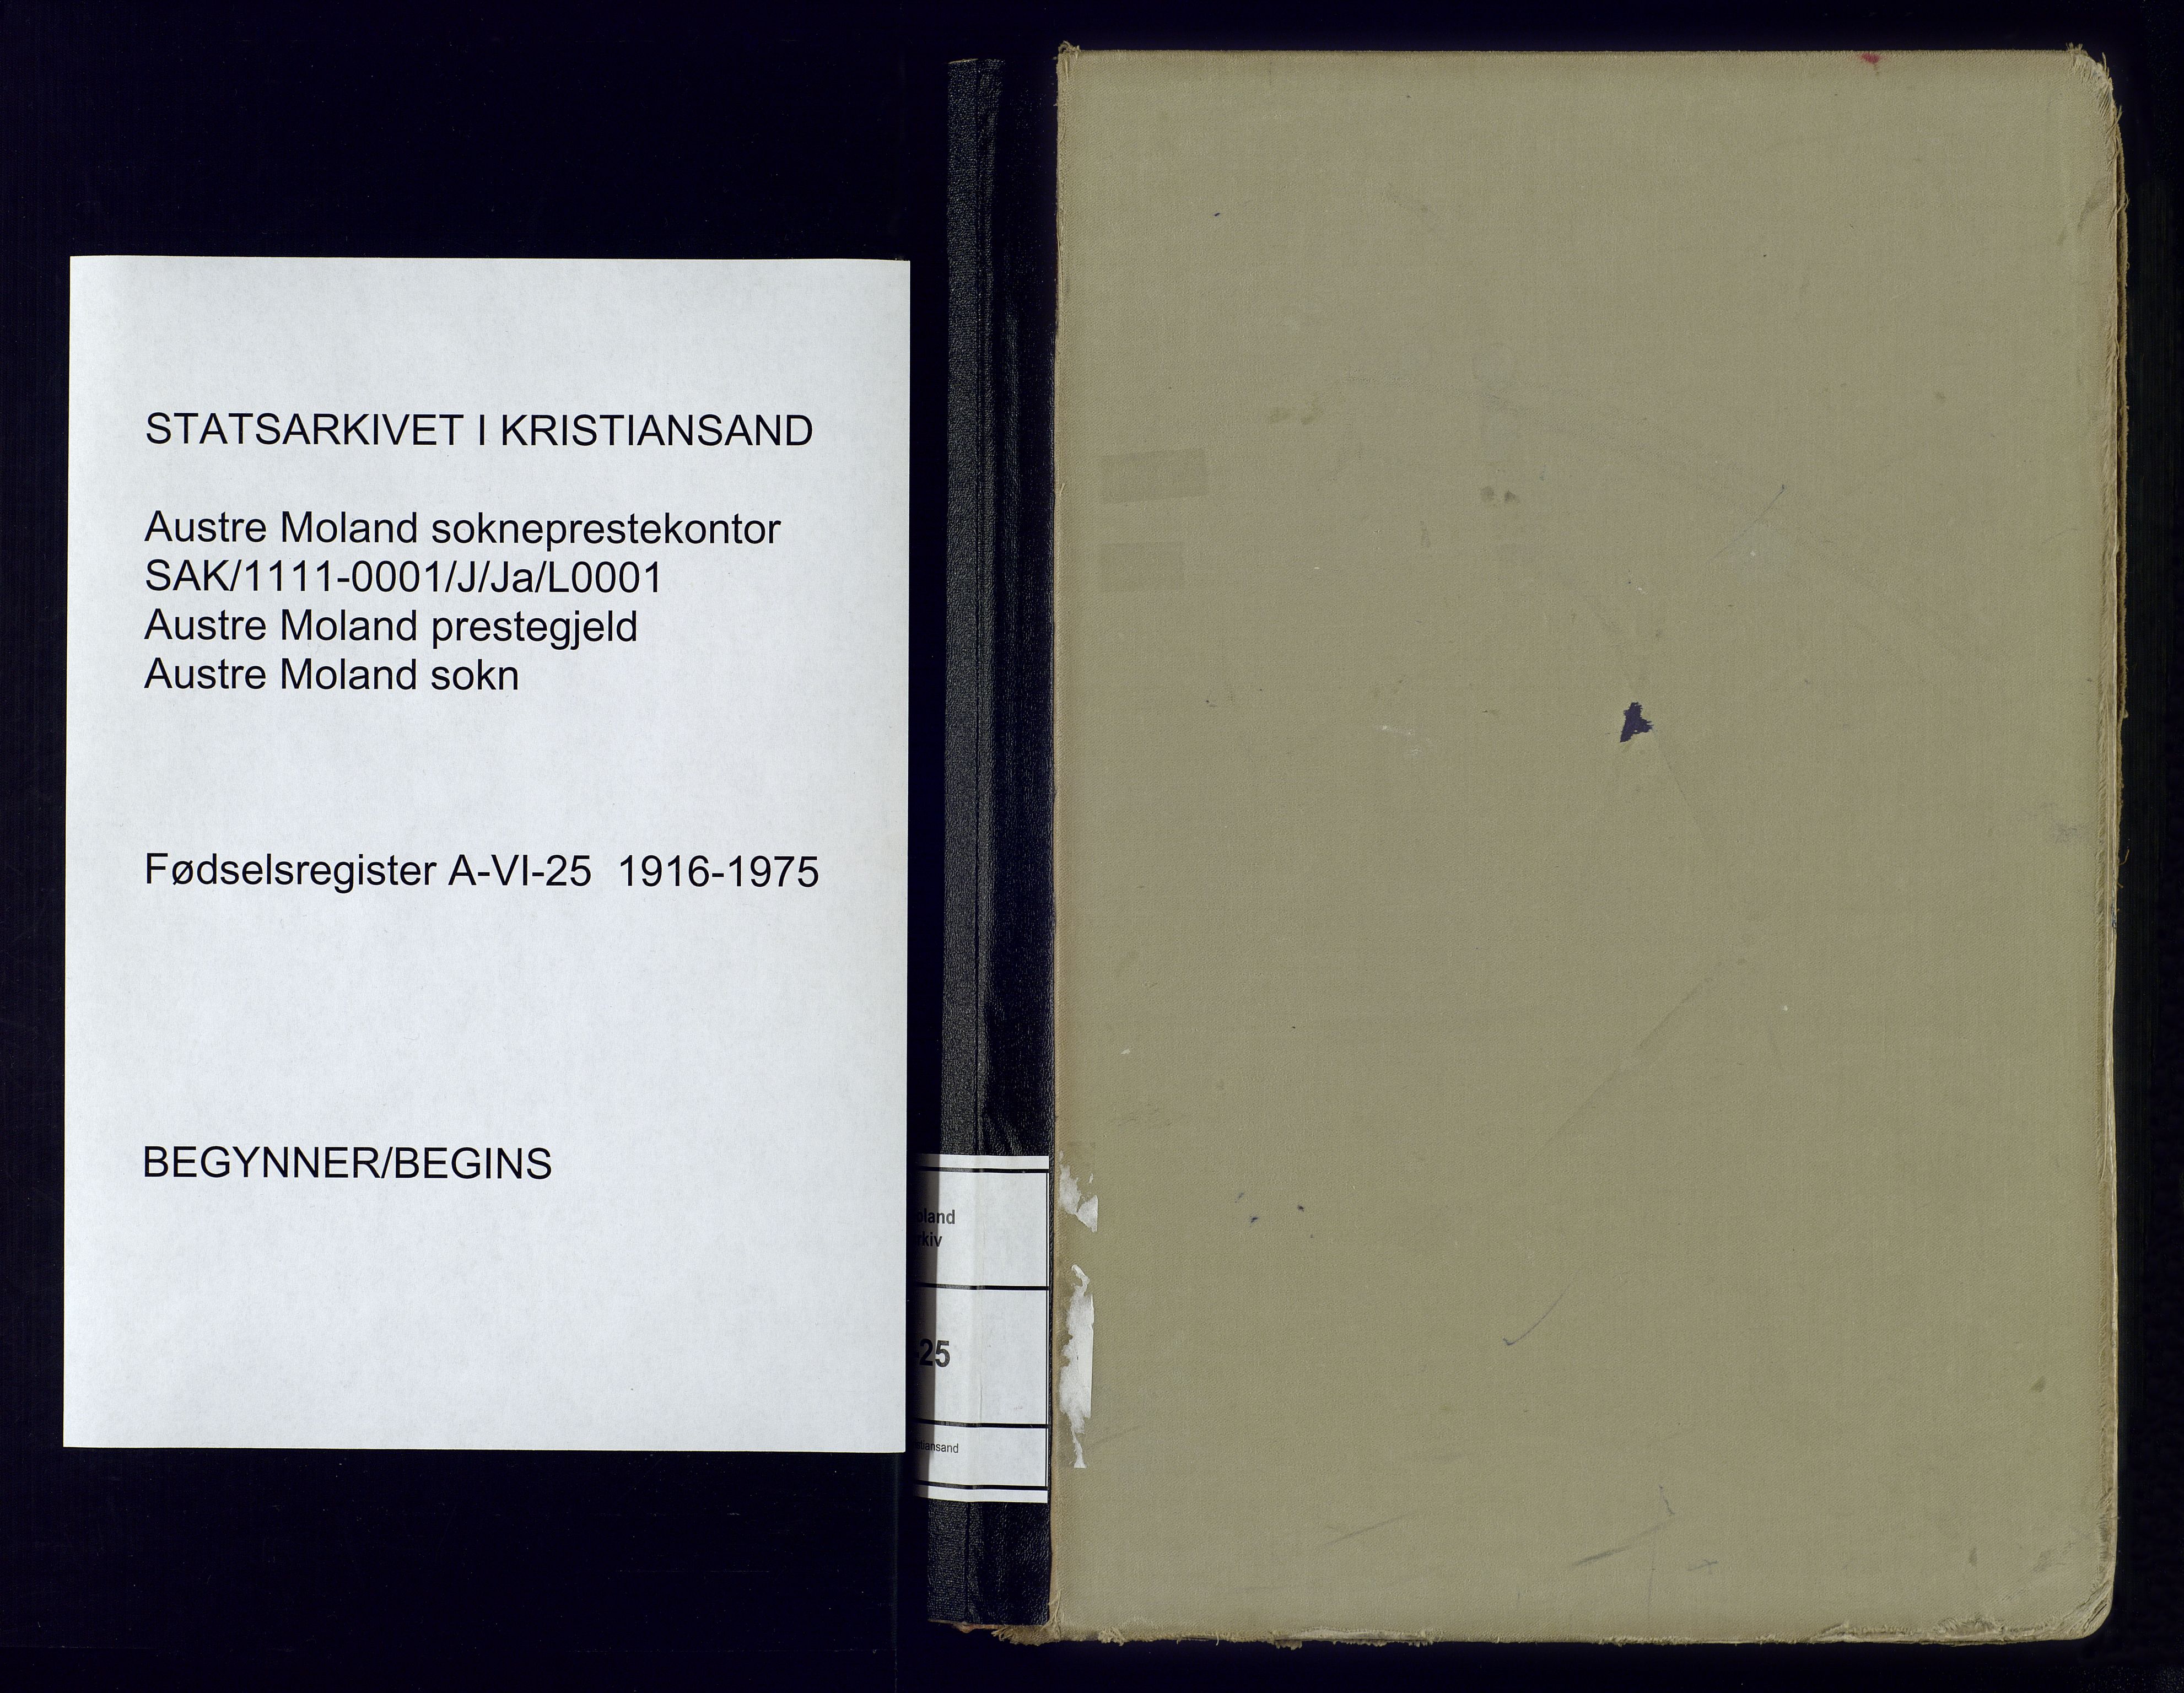 STATSARKIVET I KRISTIANSAND
Austre Moland sokneprestekontor
SAK/1111-0001/J/Ja/L0001
Austre Moland prestegjeld
Austre Moland sokn
Fødselsregister A-VI-25 1916-1975
BEGYNNER/BEGINS
oland
rkiv
-25
stiansand